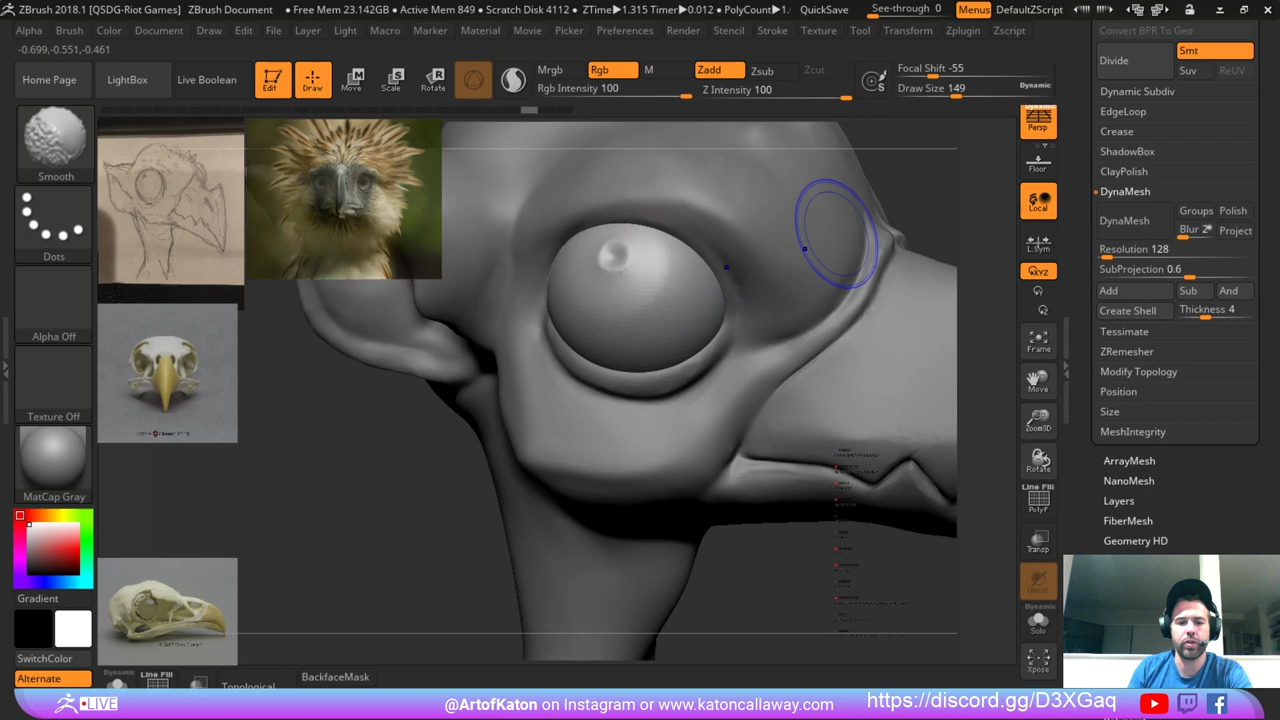 ZBrush 2018.1 [QSDG-Riot Games] ZBrush Document • Free Mem 23.142GB • Active Mem 849 • Scratch Disk 4112 • ZTime▶1.315 Timer▶0.012 • PolyCount▶1. QuickSave See-through 0 Menus DefaultZScript
Alpha Brush Color Document Draw Edit File Layer Light Macro Marker Material Movie Picker Preferences Render Stencil Stroke Texture Tool Transform Zplugin Zscript
-0.699,-0.551,-0.461
Home Page LightBox Live Boolean Edit Draw Move Scale Rotate
Mrgb Rgb M Zadd Zsub Zcut
Rgb Intensity 100 Z Intensity 100
Focal Shift -55
Draw Size 149 Dynamic
Smooth
Dots
Alpha Off
Texture Off
MatCap Gray
Gradient
SwitchColor
Alternate
Dynamic
Line Fill
Topological
BackfaceMask
Persp
Floor
Local
L.Sym
XYZ
Frame
Move
Zoom3D
Rotate
Line Fill
PolyF
Transp
Ghost
Dynamic
Solo
Xpose
Convert BPR To Geo
Divide Smt
Suv ReUV
Dynamic Subdiv
EdgeLoop
Crease
ShadowBox
ClayPolish
DynaMesh
DynaMesh Groups Polish
Blur 2 Project
Resolution 128
SubProjection 0.6
Add Sub And
Create Shell Thickness 4
Tessimate
ZRemesher
Modify Topology
Position
Size
MeshIntegrity
ArrayMesh
NanoMesh
Layers
FiberMesh
Geometry HD
LIVE
@ArtofKaton on Instagram or www.katoncallaway.com
https://discord.gg/D3XGaq